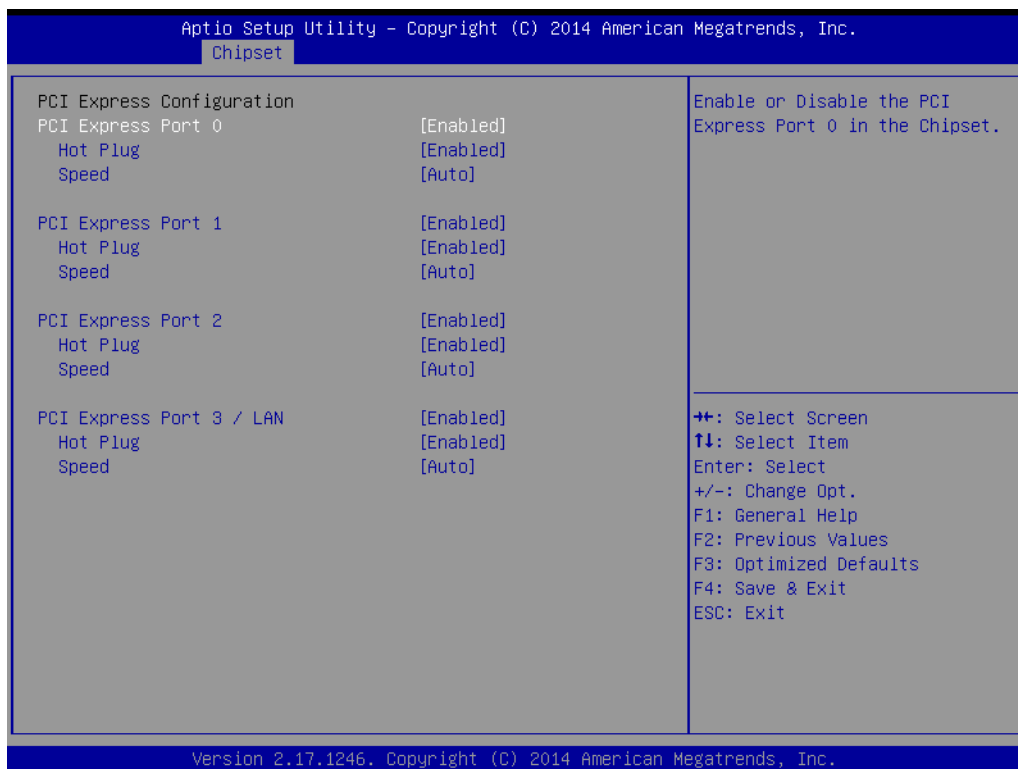 Aptio Setup Utility – Copyright (C) 2014 American Megatrends, Inc.
Chipset
PCI Express Configuration
PCI Express Port 0 [Enabled]
Hot Plug [Enabled]
Speed [Auto]
PCI Express Port 1 [Enabled]
Hot Plug [Enabled]
Speed [Auto]
PCI Express Port 2 [Enabled]
Hot Plug [Enabled]
Speed [Auto]
PCI Express Port 3 / LAN [Enabled]
Hot Plug [Enabled]
Speed [Auto]
Enable or Disable the PCI
Express Port 0 in the Chipset.
→←: Select Screen
↑↓: Select Item
Enter: Select
+/-: Change Opt.
F1: General Help
F2: Previous Values
F3: Optimized Defaults
F4: Save & Exit
ESC: Exit
Version 2.17.1246. Copyright (C) 2014 American Megatrends, Inc.